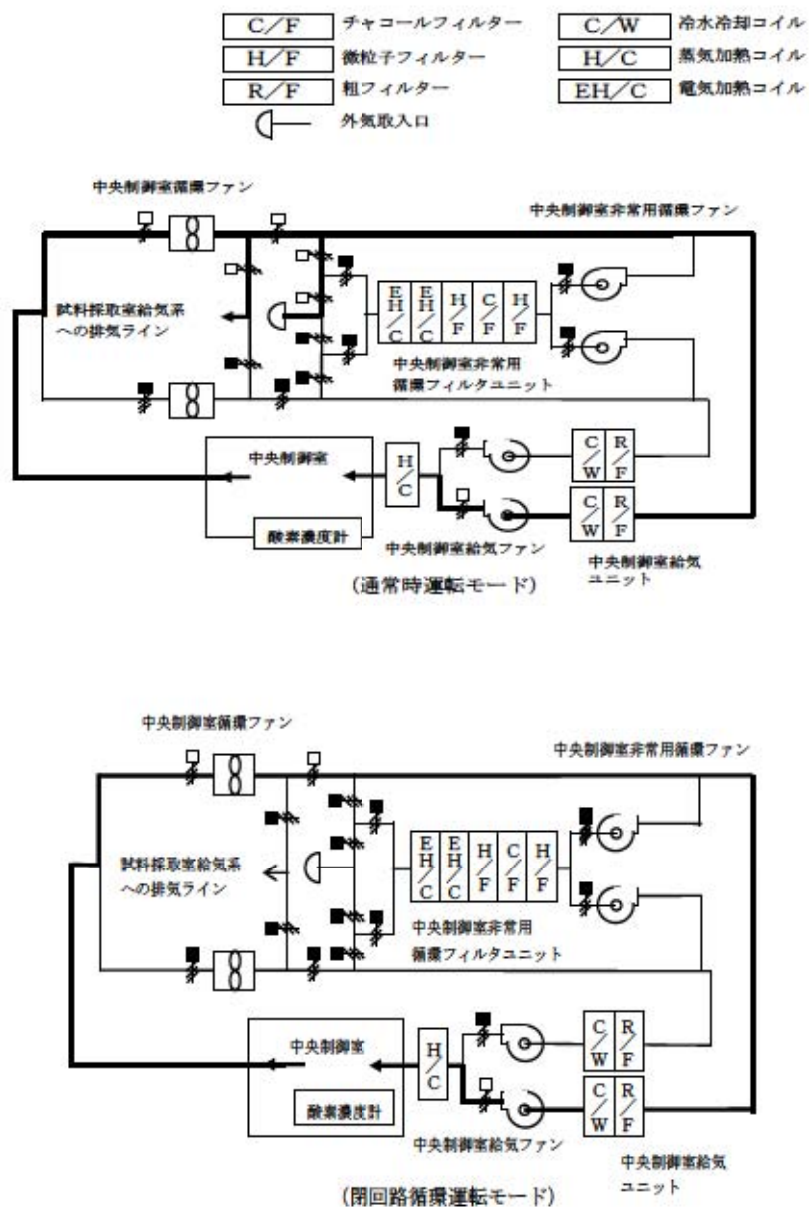 C/F チャコールフィルター
C/W 冷水冷却コイル
H/F 微粒子フィルター
H/C 蒸気加熱コイル
R/F 粗フィルター
EH/C 電気加熱コイル
外気取入口
中央制御室循環ファン
中央制御室非常用循環ファン
試料採取室給気系
への排気ライン
EH/C EH/C H/F C/F H/F
中央制御室非常用
循環フィルタユニット
中央制御室
H/C
C/W R/F
C/W R/F
酸素濃度計
中央制御室給気ファン
中央制御室給気
ユニット
(通常時運転モード)
中央制御室循環ファン
中央制御室非常用循環ファン
試料採取室給気系
への排気ライン
EH/C EH/C H/F C/F H/F
中央制御室非常用
循環フィルタユニット
中央制御室
H/C
C/W R/F
C/W R/F
酸素濃度計
中央制御室給気ファン
中央制御室給気
ユニット
(閉回路循環運転モード)